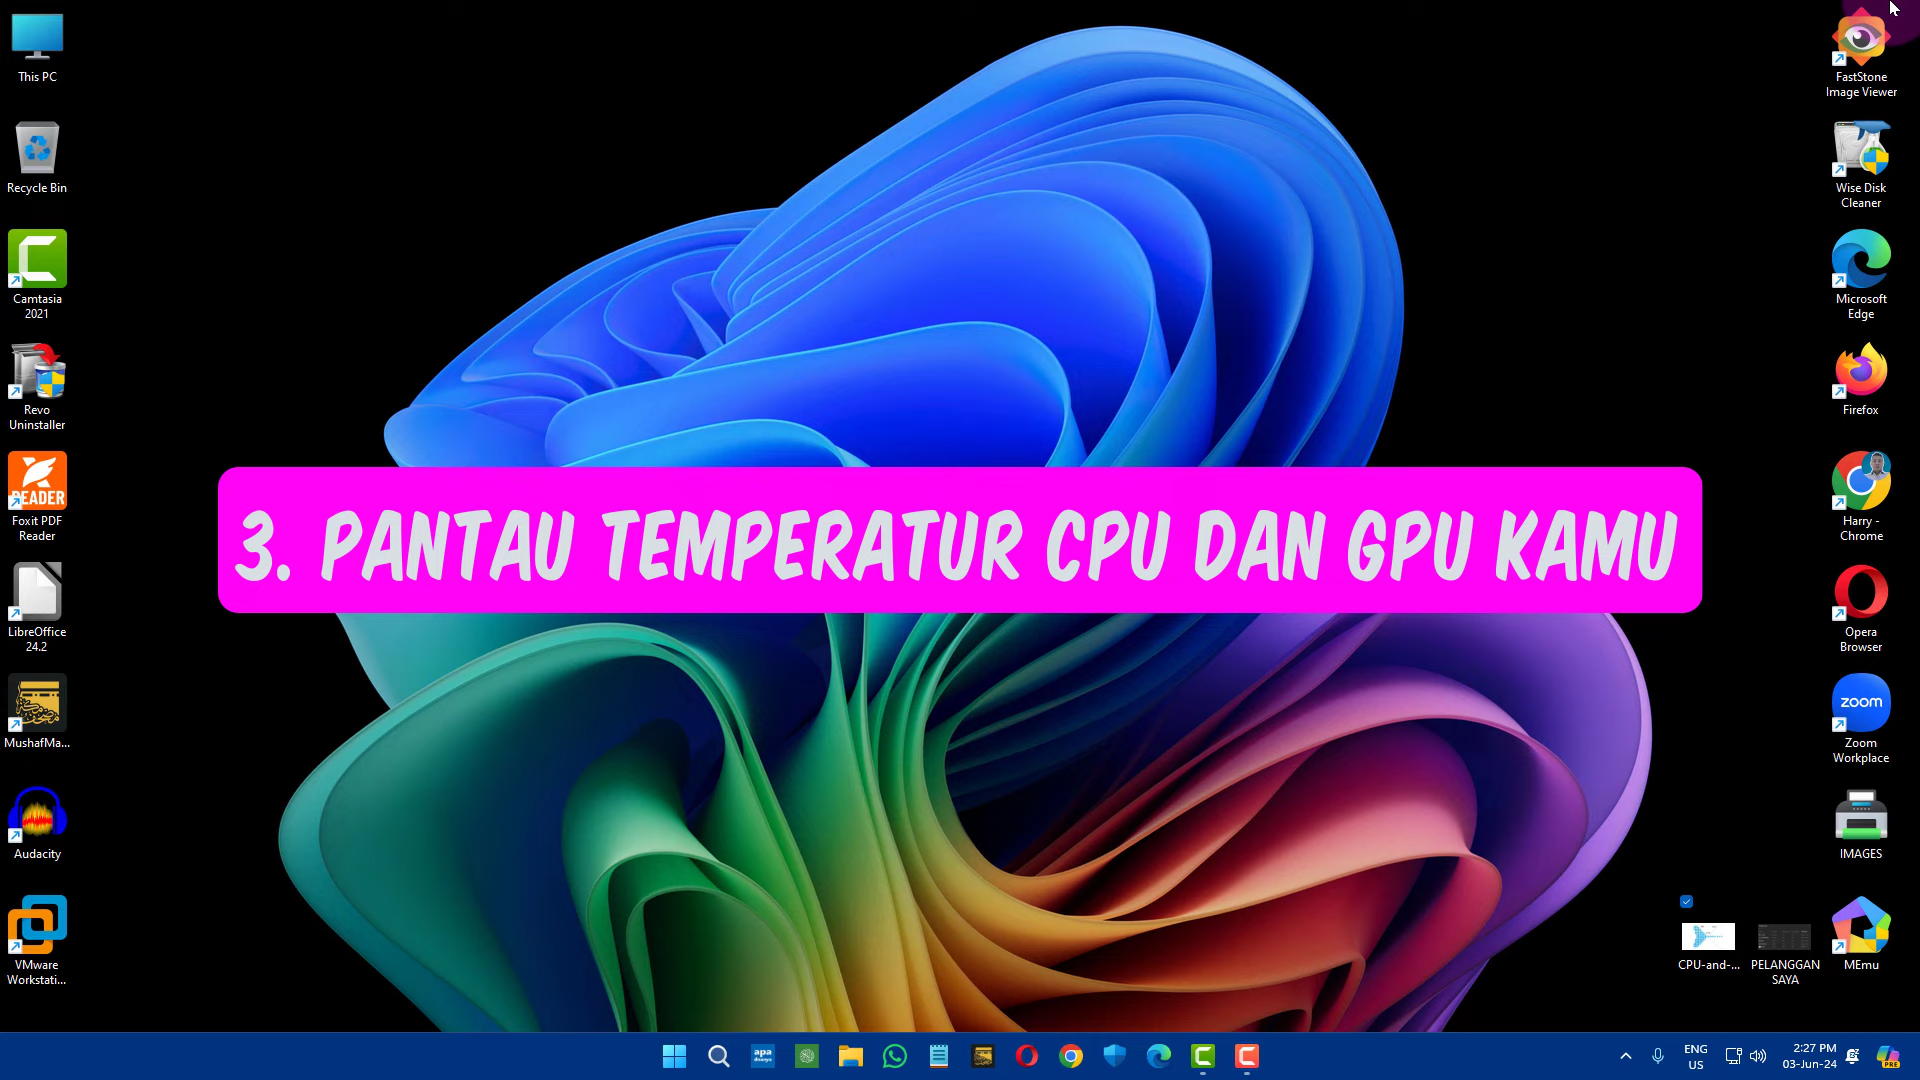 This PC
Recycle Bin
Camtasia
2021
Revo
Uninstaller
READER
Foxit PDF
Reader
LibreOffice
24.2
MushafMa...
Audacity
VMware
Workstati...
3. PANTAU TEMPERATUR CPU DAN GPU KAMU
FastStone
Image Viewer
Wise Disk
Cleaner
Microsoft
Edge
Firefox
Harry -
Chrome
Opera
Browser
zoom
Zoom
Workplace
IMAGES
CPU-and-...
PELANGGAN
SAYA
MEmu
apa
ENG
US
2:27 PM
03-Jun-24
PRE